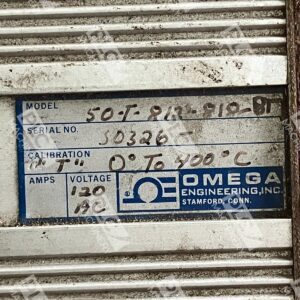 MODEL 50-T-812-810-BT
SERIAL NO. 30326-
CALIBRATION "T" 0° To 400°C
AMPS VOLTAGE 120 AC
OMEGA
ENGINEERING, INC.
STAMFORD, CONN.